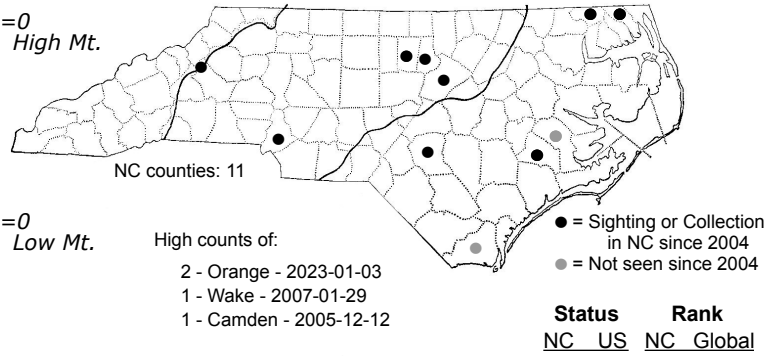 =0
High Mt.
NC counties: 11
=0
Low Mt.
High counts of:
2 - Orange - 2023-01-03
1 - Wake - 2007-01-29
1 - Camden - 2005-12-12
= Sighting or Collection
in NC since 2004
= Not seen since 2004
Status Rank
NC US NC Global